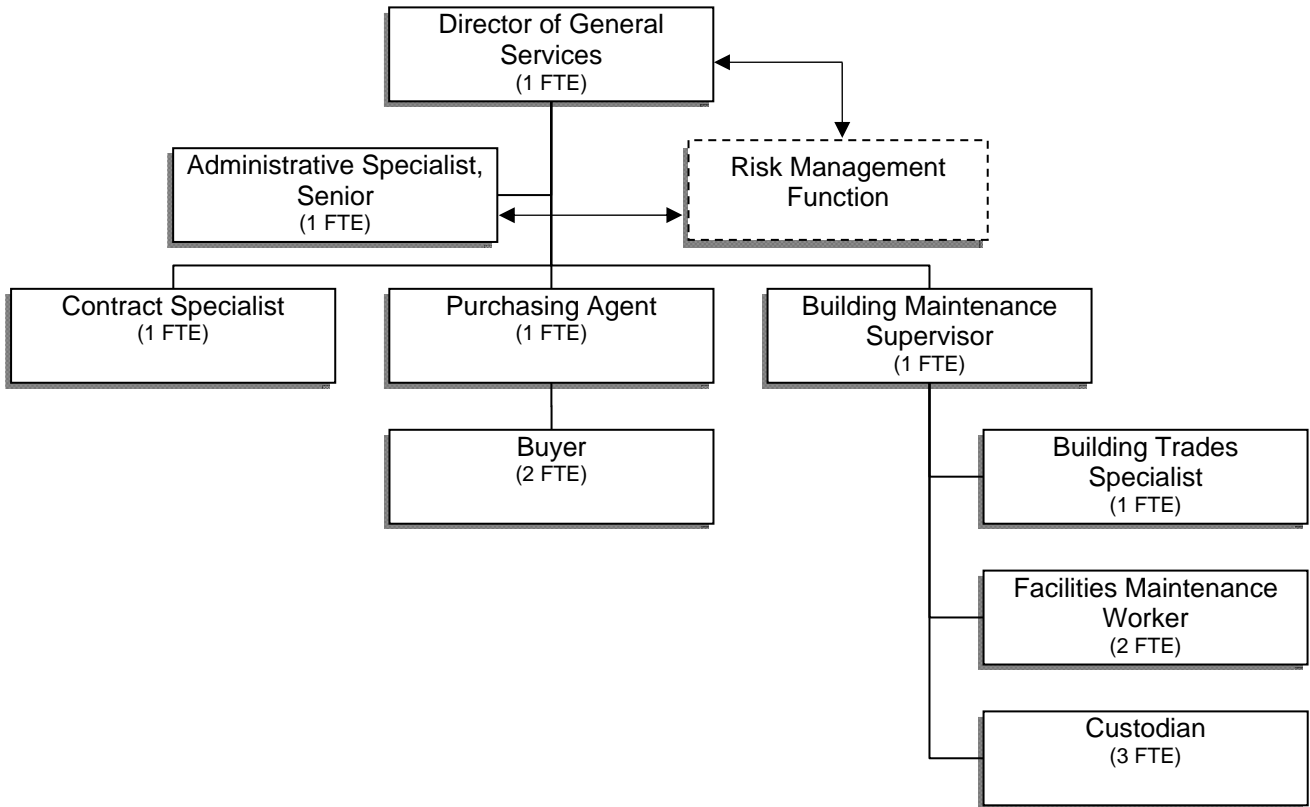 Director of General
Services
(1 FTE)
Administrative Specialist,
Senior
(1 FTE)
Risk Management
Function
Contract Specialist
(1 FTE)
Purchasing Agent
(1 FTE)
Building Maintenance
Supervisor
(1 FTE)
Buyer
(2 FTE)
Building Trades
Specialist
(1 FTE)
Facilities Maintenance
Worker
(2 FTE)
Custodian
(3 FTE)